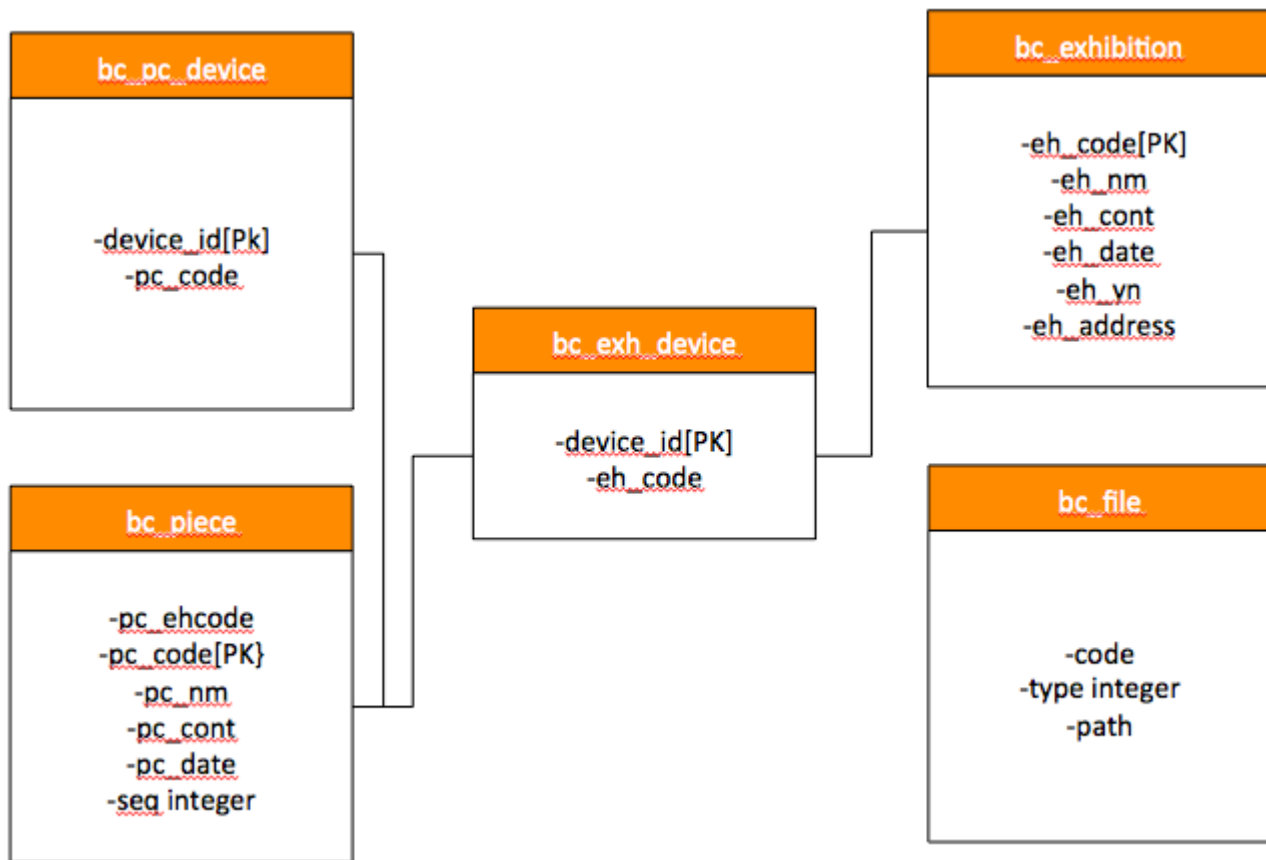 bc_pc_device
-device_id[Pk]
-pc_code
bc_piece
-pc_ehcode
-pc_code[PK}
-pc_nm
-pc_cont
-pc_date
-seq integer
bc_exh_device
-device_id[PK]
-eh_code
bc_exhibition
-eh_code[PK]
-eh_nm
-eh_cont
-eh_date
-eh_yn
-eh_address
bc_file
-code
-type integer
-path